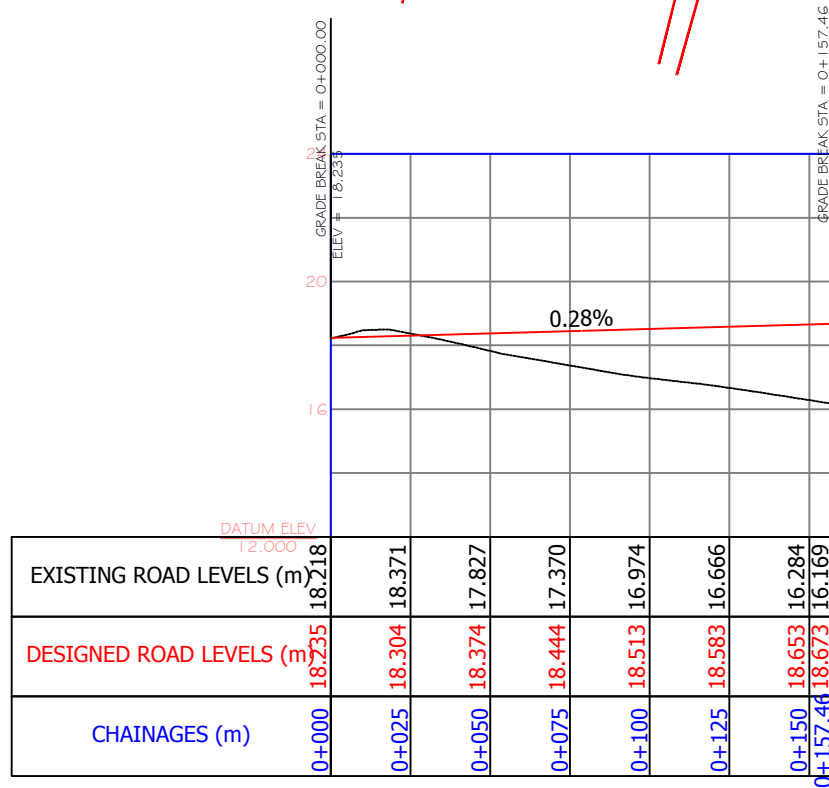 GRADE BREAK STA = 0+000.00
ELEV = 18.235
GRADE BREAK STA = 0+157.46
20
16
0.28%
DATUM ELEV
12.000
EXISTING ROAD LEVELS (m) 18.218 18.371 17.827 17.370 16.974 16.666 16.284 16.169
DESIGNED ROAD LEVELS (m) 18.235 18.304 18.374 18.444 18.513 18.583 18.653 18.673
CHAINAGES (m) 0+000 0+025 0+050 0+075 0+100 0+125 0+150 0+157.46